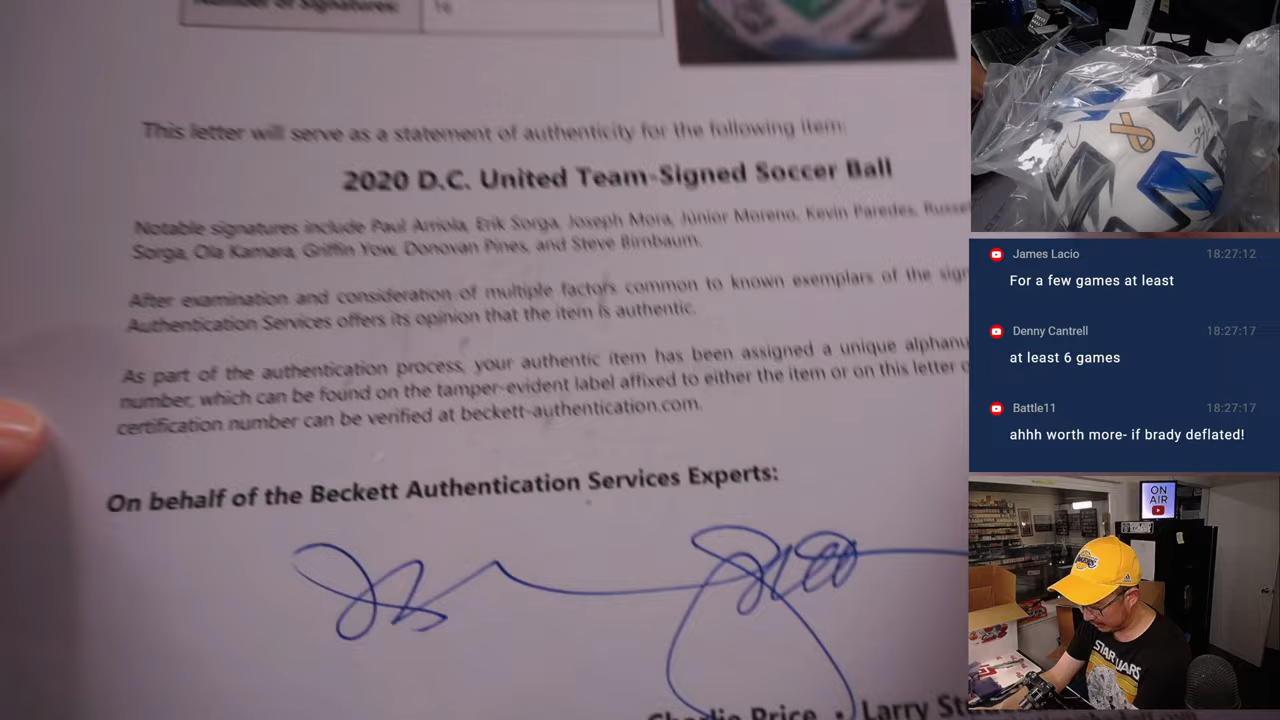 Number of Signatures: 16
This letter will serve as a statement of authenticity for the following item:
2020 D.C. United Team-Signed Soccer Ball
Notable signatures include Paul Arriola, Erik Sorga, Joseph Mora, Junior Moreno, Kevin Paredes,
Sorga, Ola Kamara, Griffin Yow, Donovan Pines, and Steve Birnbaum.
After examination and consideration of multiple factors common to known exemplars of the
Authentication Services offers its opinion that the item is authentic.
As part of the authentication process, your authentic item has been assigned a unique
number, which can be found on the tamper-evident label affixed to either the item or on this letter
certification number can be verified at beckett-authentication.com.
On behalf of the Beckett Authentication Services Experts:
Charlie Price • Larry
James Lacio 18:27:12
For a few games at least
Denny Cantrell 18:27:17
at least 6 games
Battle11 18:27:17
ahhh worth more- if brady deflated!
ON
AIR
STAR WARS